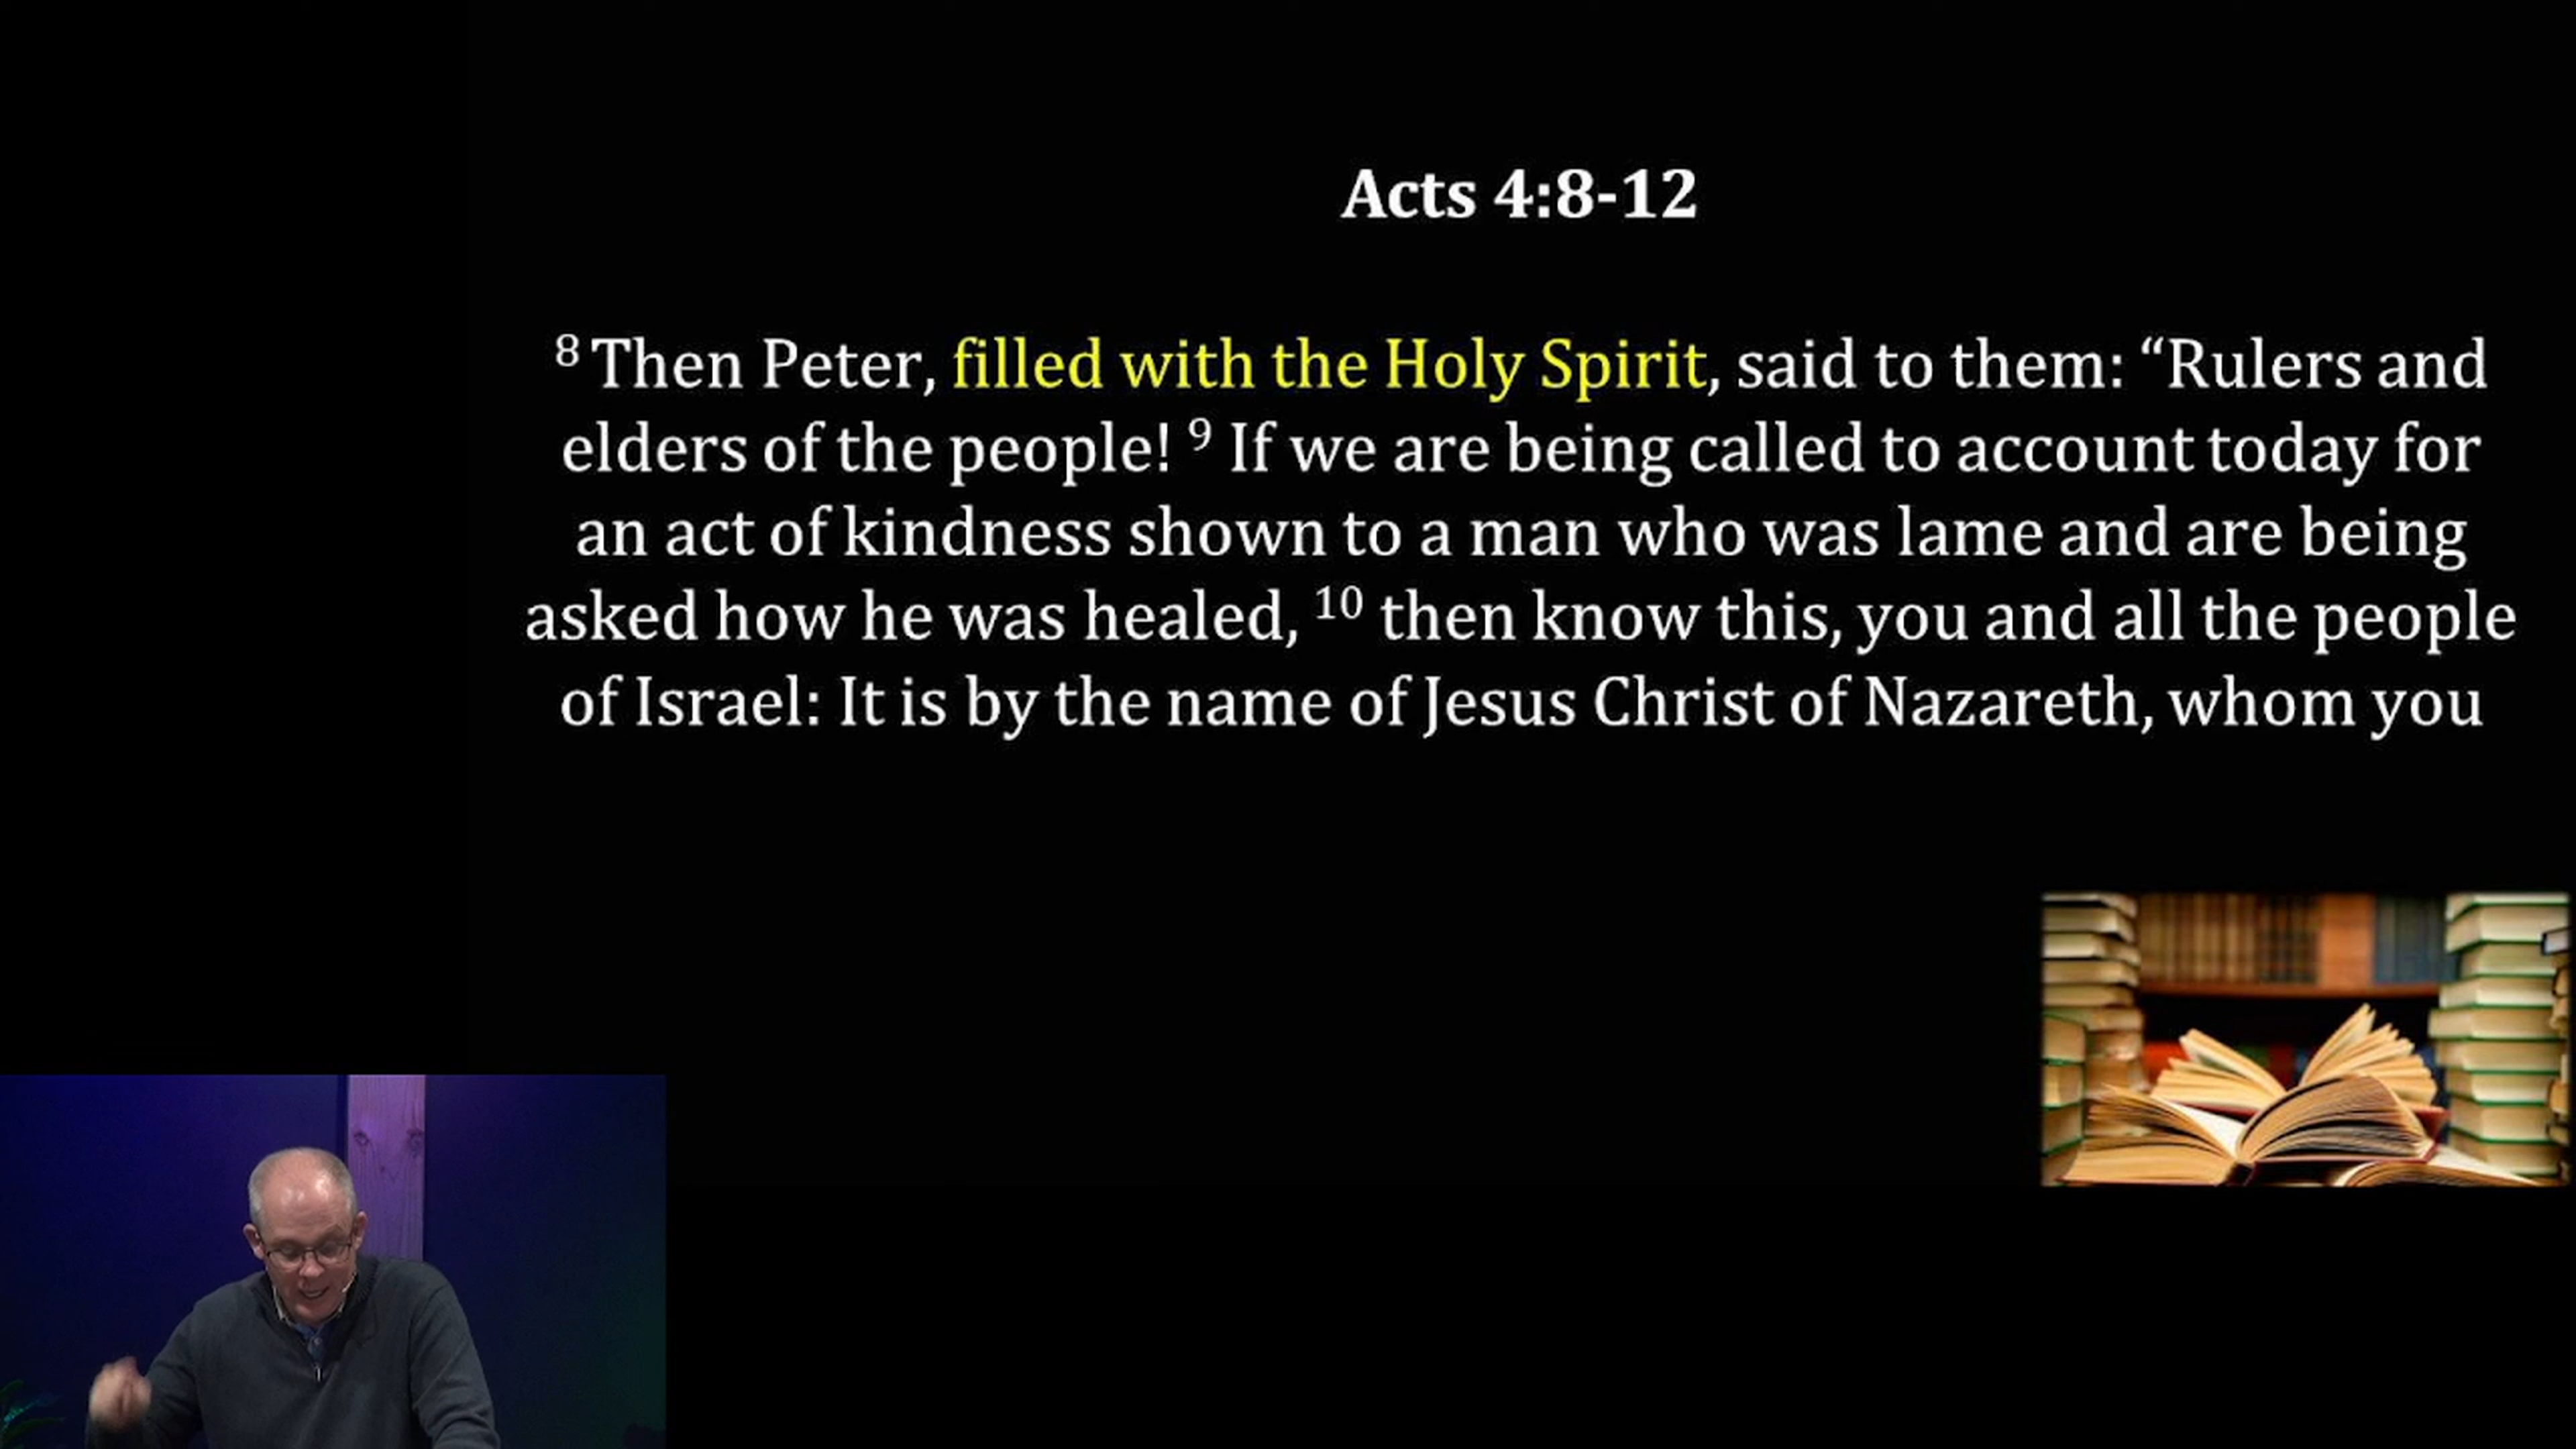 Acts 4:8-12
⁸ Then Peter, filled with the Holy Spirit, said to them: “Rulers and
elders of the people! ⁹ If we are being called to account today for
an act of kindness shown to a man who was lame and are being
asked how he was healed, ¹⁰ then know this, you and all the people
of Israel: It is by the name of Jesus Christ of Nazareth, whom you